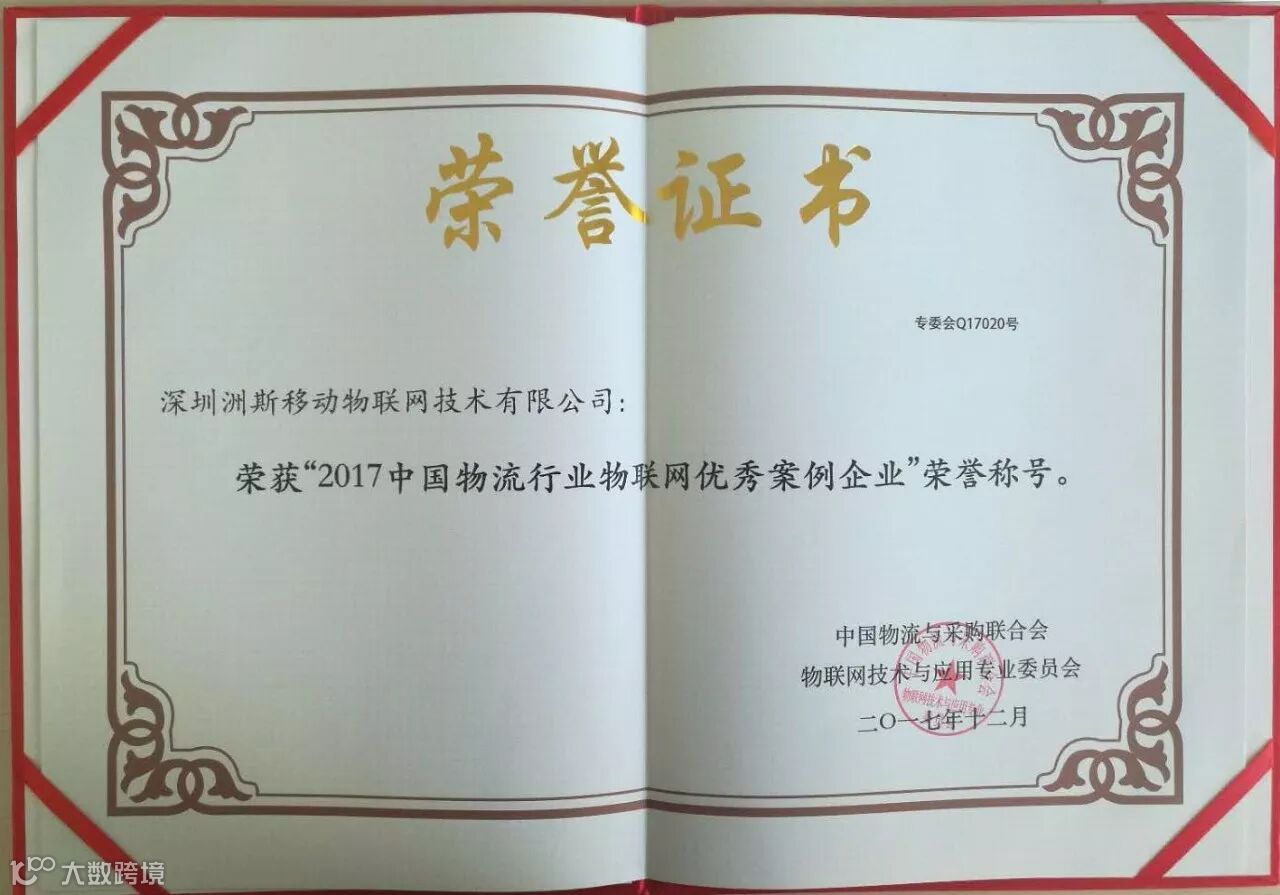 荣誉证书
专委会Q17020号
深圳洲斯移动物联网技术有限公司：
荣获“2017中国物流行业物联网优秀案例企业”荣誉称号。
中国物流与采购联合会
物联网技术与应用专业委员会
二〇一七年十二月
大数跨境